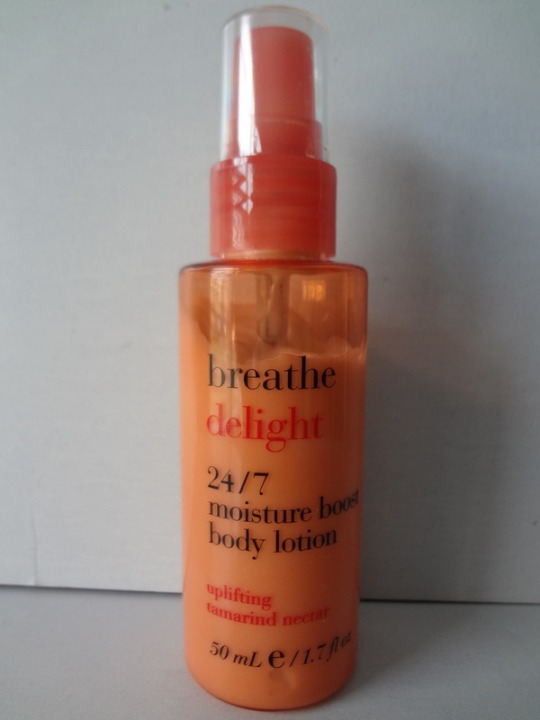 breathe
delight
24/7
moisture boost
body lotion
uplifting
tamarind nectar
50 mL e / 1.7 fl oz